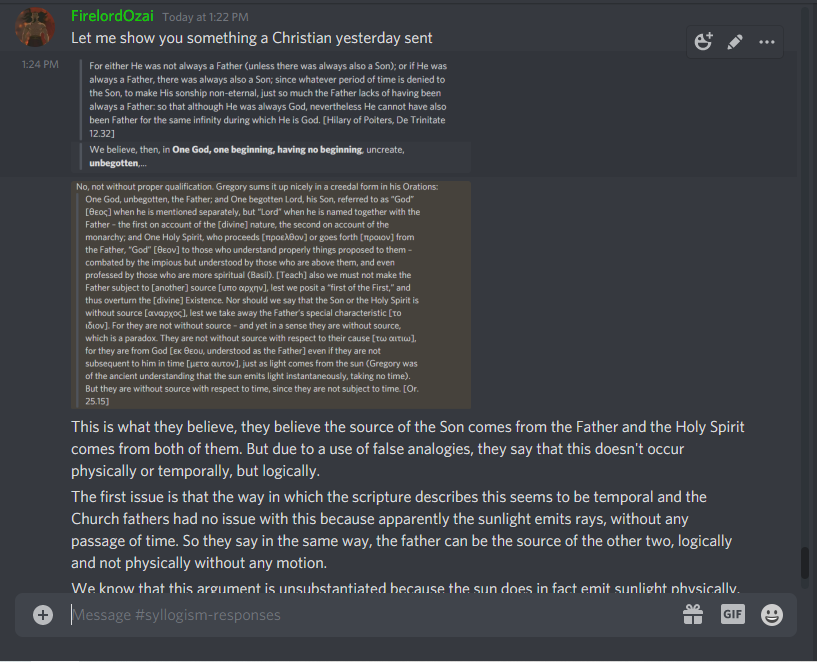 FirelordOzai Today at 1:22 PM
Let me show you something a Christian yesterday sent
1:24 PM
For either He was not always a Father (unless there was always also a Son); or if He was
always a Father, there was always also a Son; since whatever period of time is denied to
the Son, to make His sonship non-eternal, just so much the Father lacks of having been
always a Father: so that although He was always God, nevertheless He cannot have also
been Father for the same infinity during which He is God. [Hilary of Poiters, De Trinitate
12.32]
We believe, then, in One God, one beginning, having no beginning, uncreate,
unbegotten,...
No, not without proper qualification. Gregory sums it up nicely in a creedal form in his Orations:
One God, unbegotten, the Father; and One begotten Lord, his Son, referred to as “God”
[θεος] when he is mentioned separately, but “Lord” when he is named together with the
Father – the first on account of the [divine] nature, the second on account of the
monarchy; and One Holy Spirit, who proceeds [προελθον] or goes forth [προιον] from
the Father, “God” [θεον] to those who understand properly things proposed to them –
combated by the impious but understood by those who are above them, and even
professed by those who are more spiritual (Basil). [Teach] also we must not make the
Father subject to [another] source [υπο αρχην], lest we posit a “first of the First,” and
thus overturn the [divine] Existence. Nor should we say that the Son or the Holy Spirit is
without source [αναρχος], lest we take away the Father’s special characteristic [το
ιδιον]. For they are not without source – and yet in a sense they are without source,
which is a paradox. They are not without source with respect to their cause [τω αιτιω],
for they are from God [εκ θεου, understood as the Father] even if they are not
subsequent to him in time [μετα αυτον], just as light comes from the sun (Gregory was
of the ancient understanding that the sun emits light instantaneously, taking no time).
But they are without source with respect to time, since they are not subject to time. [Or.
25.15]
This is what they believe, they believe the source of the Son comes from the Father and the Holy Spirit
comes from both of them. But due to a use of false analogies, they say that this doesn't occur
physically or temporally, but logically.
The first issue is that the way in which the scripture describes this seems to be temporal and the
Church fathers had no issue with this because apparently the sunlight emits rays, without any
passage of time. So they say in the same way, the father can be the source of the other two, logically
and not physically without any motion.
We know that this argument is unsubstantiated because the sun does in fact emit sunlight physically,
Message #syllogism-responses
GIF